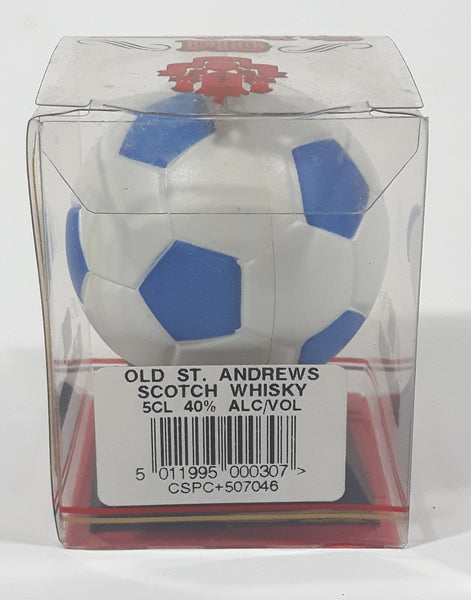 OLD ST. ANDREWS
SCOTCH WHISKY
5CL 40% ALC/VOL
5 011995 000307 >
CSPC+507046